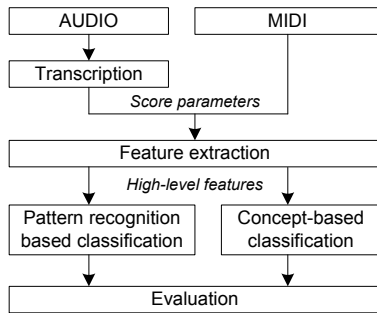 AUDIO
MIDI
Transcription
Score parameters
Feature extraction
High-level features
Pattern recognition
based classification
Concept-based
classification
Evaluation